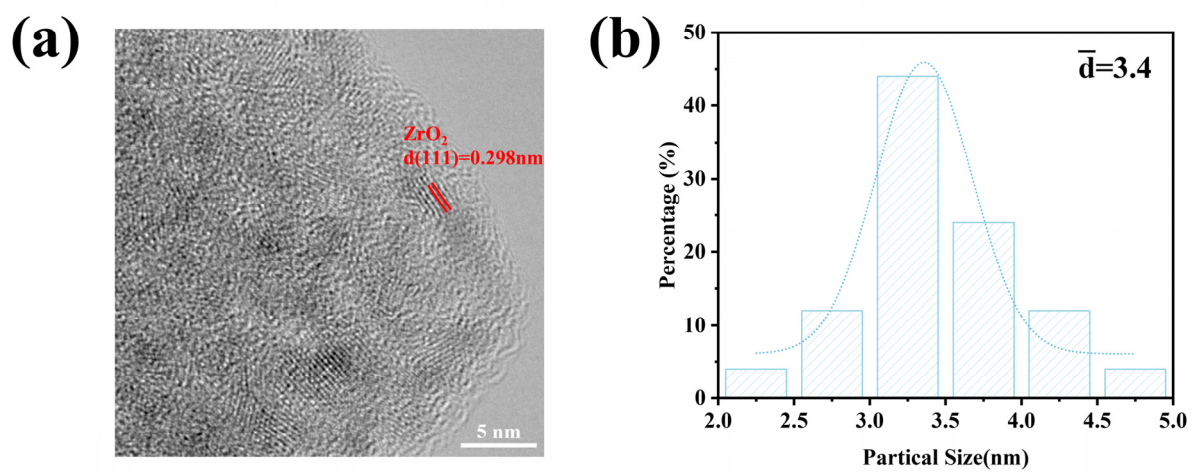 (a)
ZrO₂
d(111)=0.298nm
5 nm
(b)
d̅=3.4
50
40
30
20
10
0
Percentage (%)
2.0 2.5 3.0 3.5 4.0 4.5 5.0
Partical Size(nm)